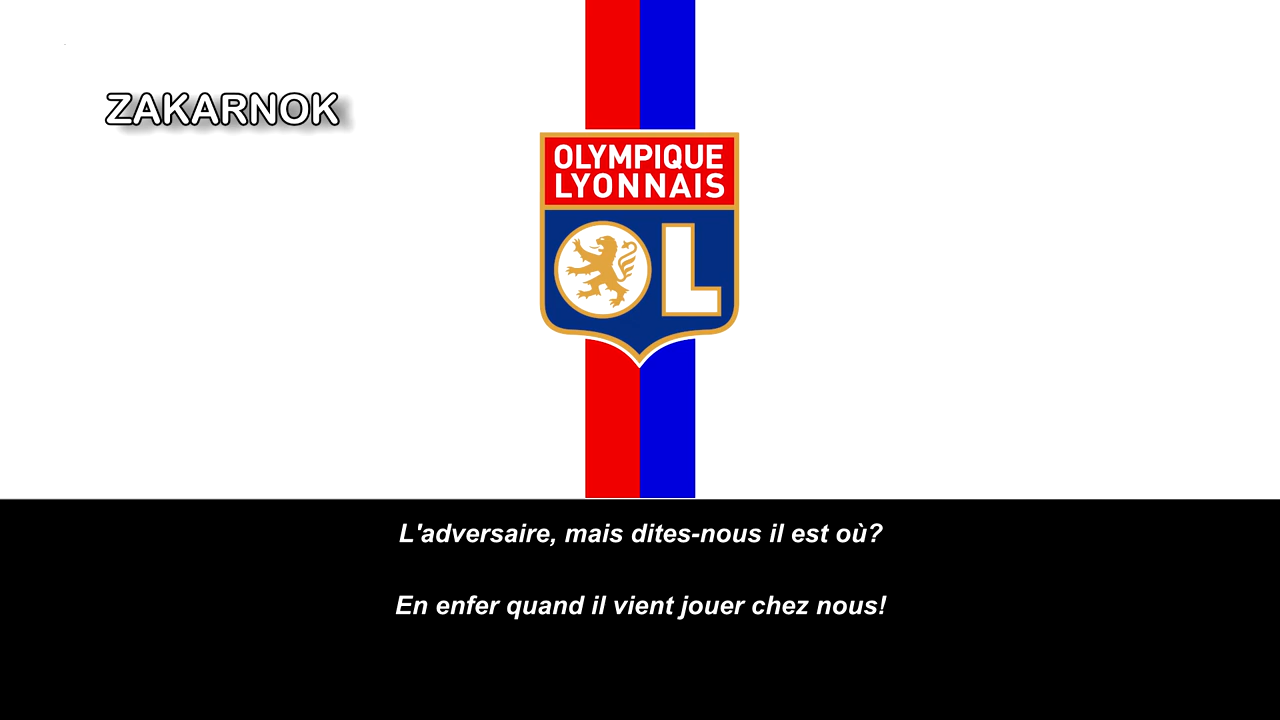 ZAKARNOK
OLYMPIQUE
LYONNAIS
OL
L'adversaire, mais dites-nous il est où?
En enfer quand il vient jouer chez nous!